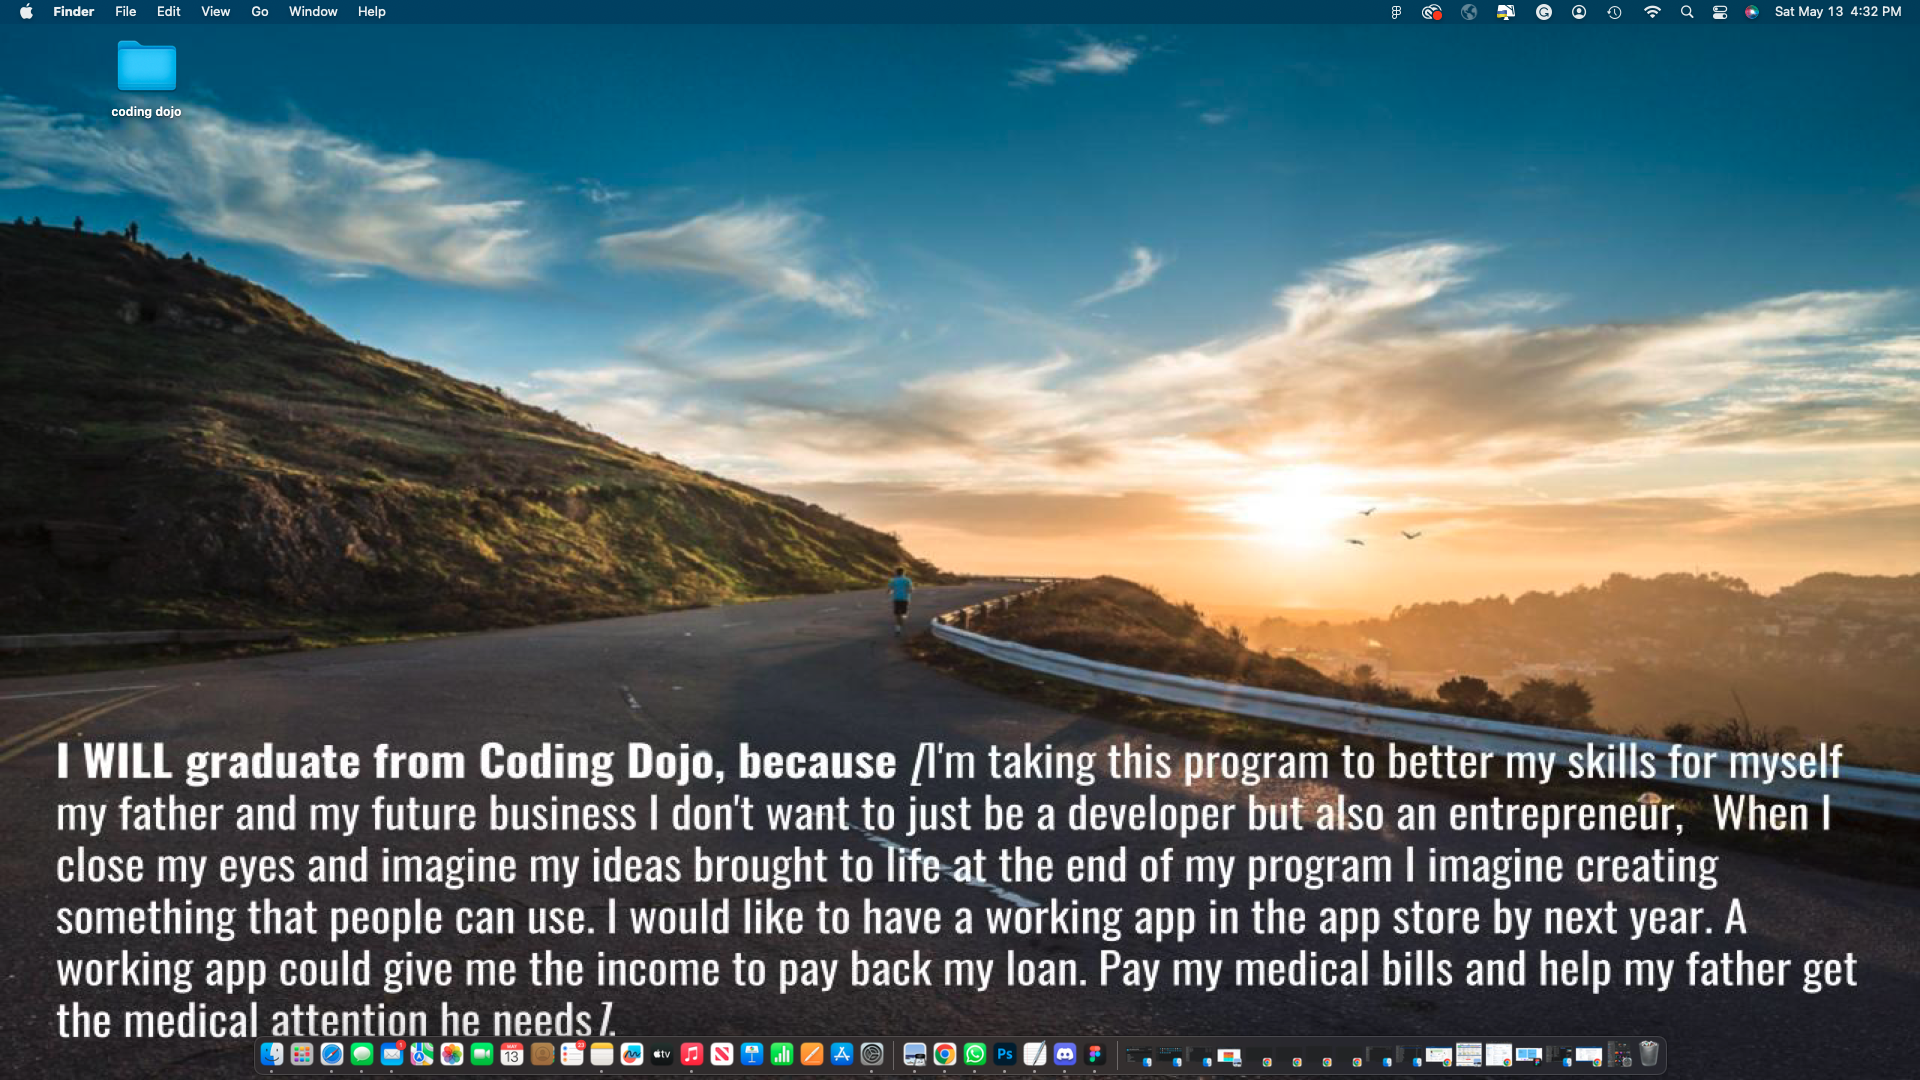 Finder File Edit View Go Window Help
Sat May 13 4:32 PM
coding dojo
I WILL graduate from Coding Dojo, because [I'm taking this program to better my skills for myself
my father and my future business I don't want to just be a developer but also an entrepreneur, When I
close my eyes and imagine my ideas brought to life at the end of my program I imagine creating
something that people can use. I would like to have a working app in the app store by next year. A
working app could give me the income to pay back my loan. Pay my medical bills and help my father get
the medical attention he needs].
MAY
13
1
23
tv
Ps